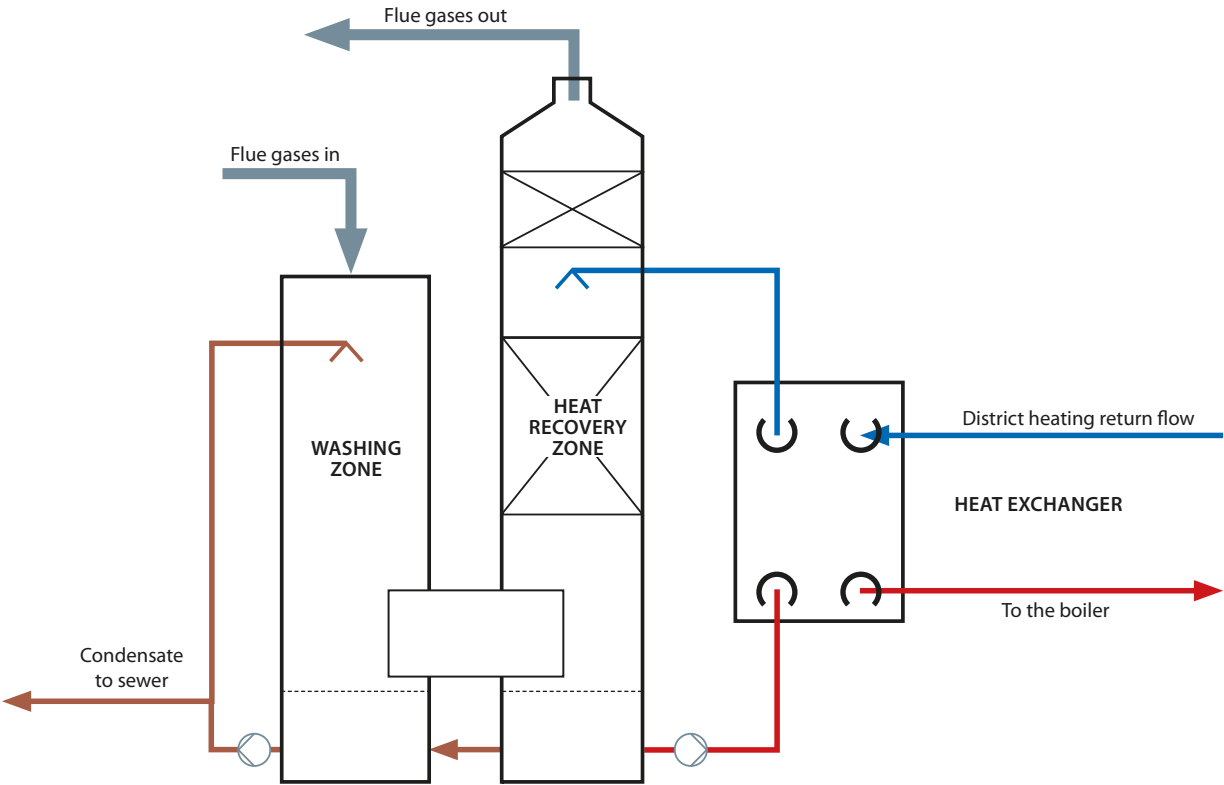 Flue gases out
Flue gases in
HEAT
RECOVERY
ZONE
WASHING
ZONE
District heating return flow
HEAT EXCHANGER
To the boiler
Condensate
to sewer